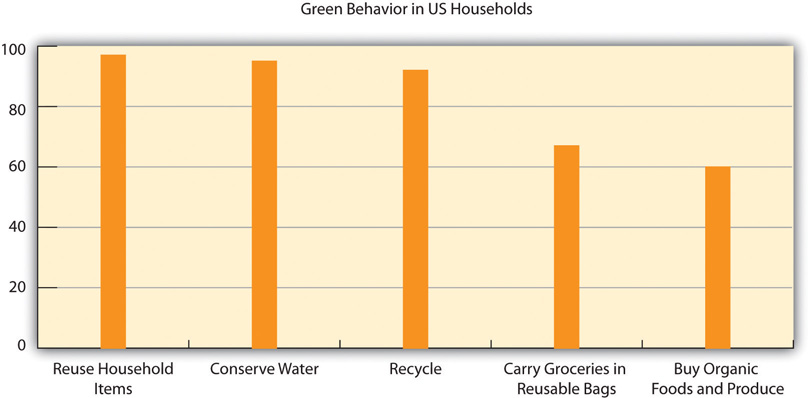 Green Behavior in US Households
100
80
60
40
20
0
Reuse Household
Items
Conserve Water
Recycle
Carry Groceries in
Reusable Bags
Buy Organic
Foods and Produce